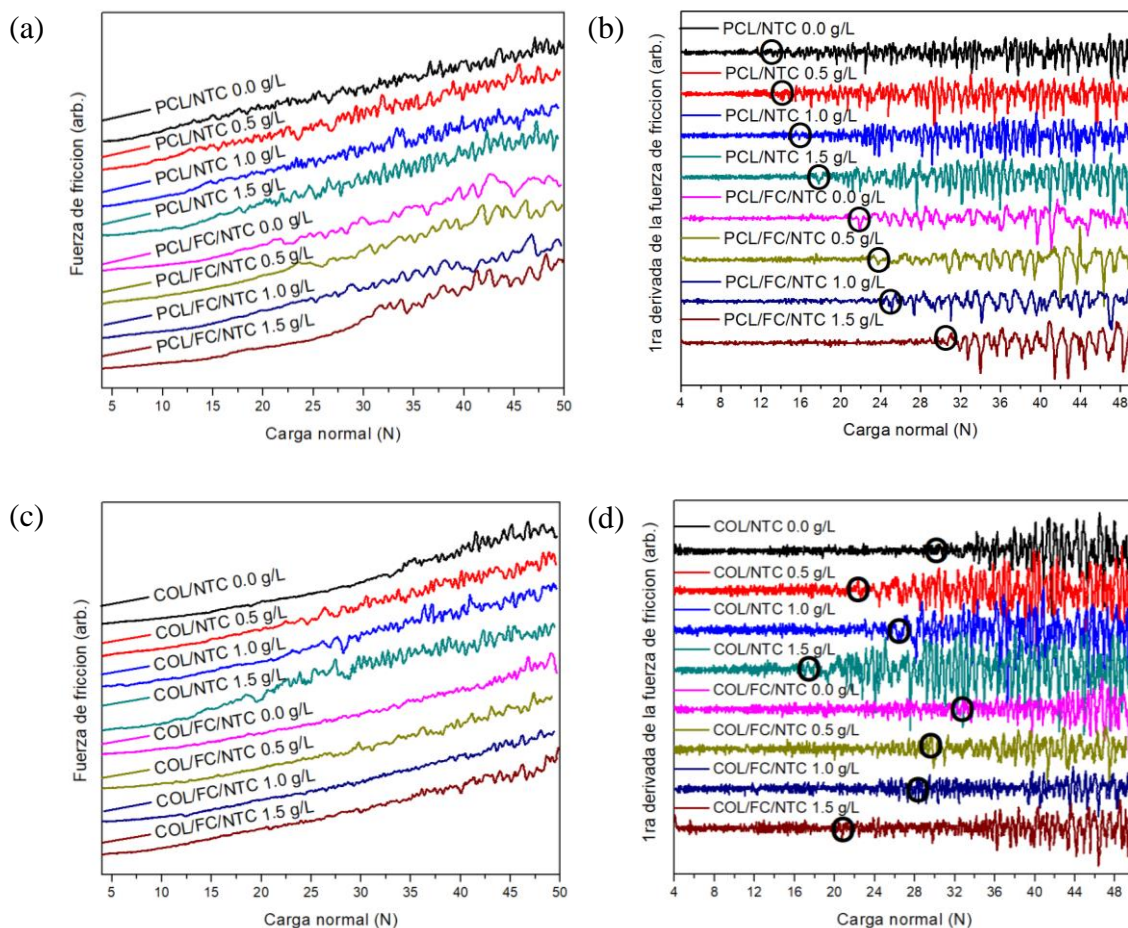 (a)
Fuerza de friccion (arb.)
PCL/NTC 0.0 g/L
PCL/NTC 0.5 g/L
PCL/NTC 1.0 g/L
PCL/NTC 1.5 g/L
PCL/FC/NTC 0.0 g/L
PCL/FC/NTC 0.5 g/L
PCL/FC/NTC 1.0 g/L
PCL/FC/NTC 1.5 g/L
5 10 15 20 25 30 35 40 45 50
Carga normal (N)
(b)
1ra derivada de la fuerza de friccion (arb.)
PCL/NTC 0.0 g/L
PCL/NTC 0.5 g/L
PCL/NTC 1.0 g/L
PCL/NTC 1.5 g/L
PCL/FC/NTC 0.0 g/L
PCL/FC/NTC 0.5 g/L
PCL/FC/NTC 1.0 g/L
PCL/FC/NTC 1.5 g/L
4 8 12 16 20 24 28 32 36 40 44 48
Carga normal (N)
(c)
Fuerza de friccion (arb.)
COL/NTC 0.0 g/L
COL/NTC 0.5 g/L
COL/NTC 1.0 g/L
COL/NTC 1.5 g/L
COL/FC/NTC 0.0 g/L
COL/FC/NTC 0.5 g/L
COL/FC/NTC 1.0 g/L
COL/FC/NTC 1.5 g/L
5 10 15 20 25 30 35 40 45 50
Carga normal (N)
(d)
1ra derivada de la fuerza de friccion (arb.)
COL/NTC 0.0 g/L
COL/NTC 0.5 g/L
COL/NTC 1.0 g/L
COL/NTC 1.5 g/L
COL/FC/NTC 0.0 g/L
COL/FC/NTC 0.5 g/L
COL/FC/NTC 1.0 g/L
COL/FC/NTC 1.5 g/L
4 8 12 16 20 24 28 32 36 40 44 48
Carga normal (N)